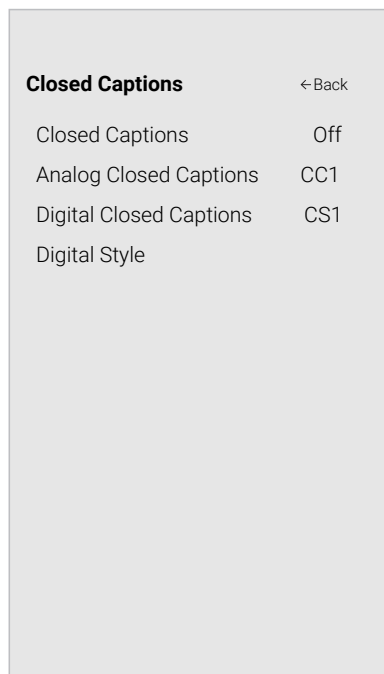 Closed Captions ←Back
Closed Captions Off
Analog Closed Captions CC1
Digital Closed Captions CS1
Digital Style